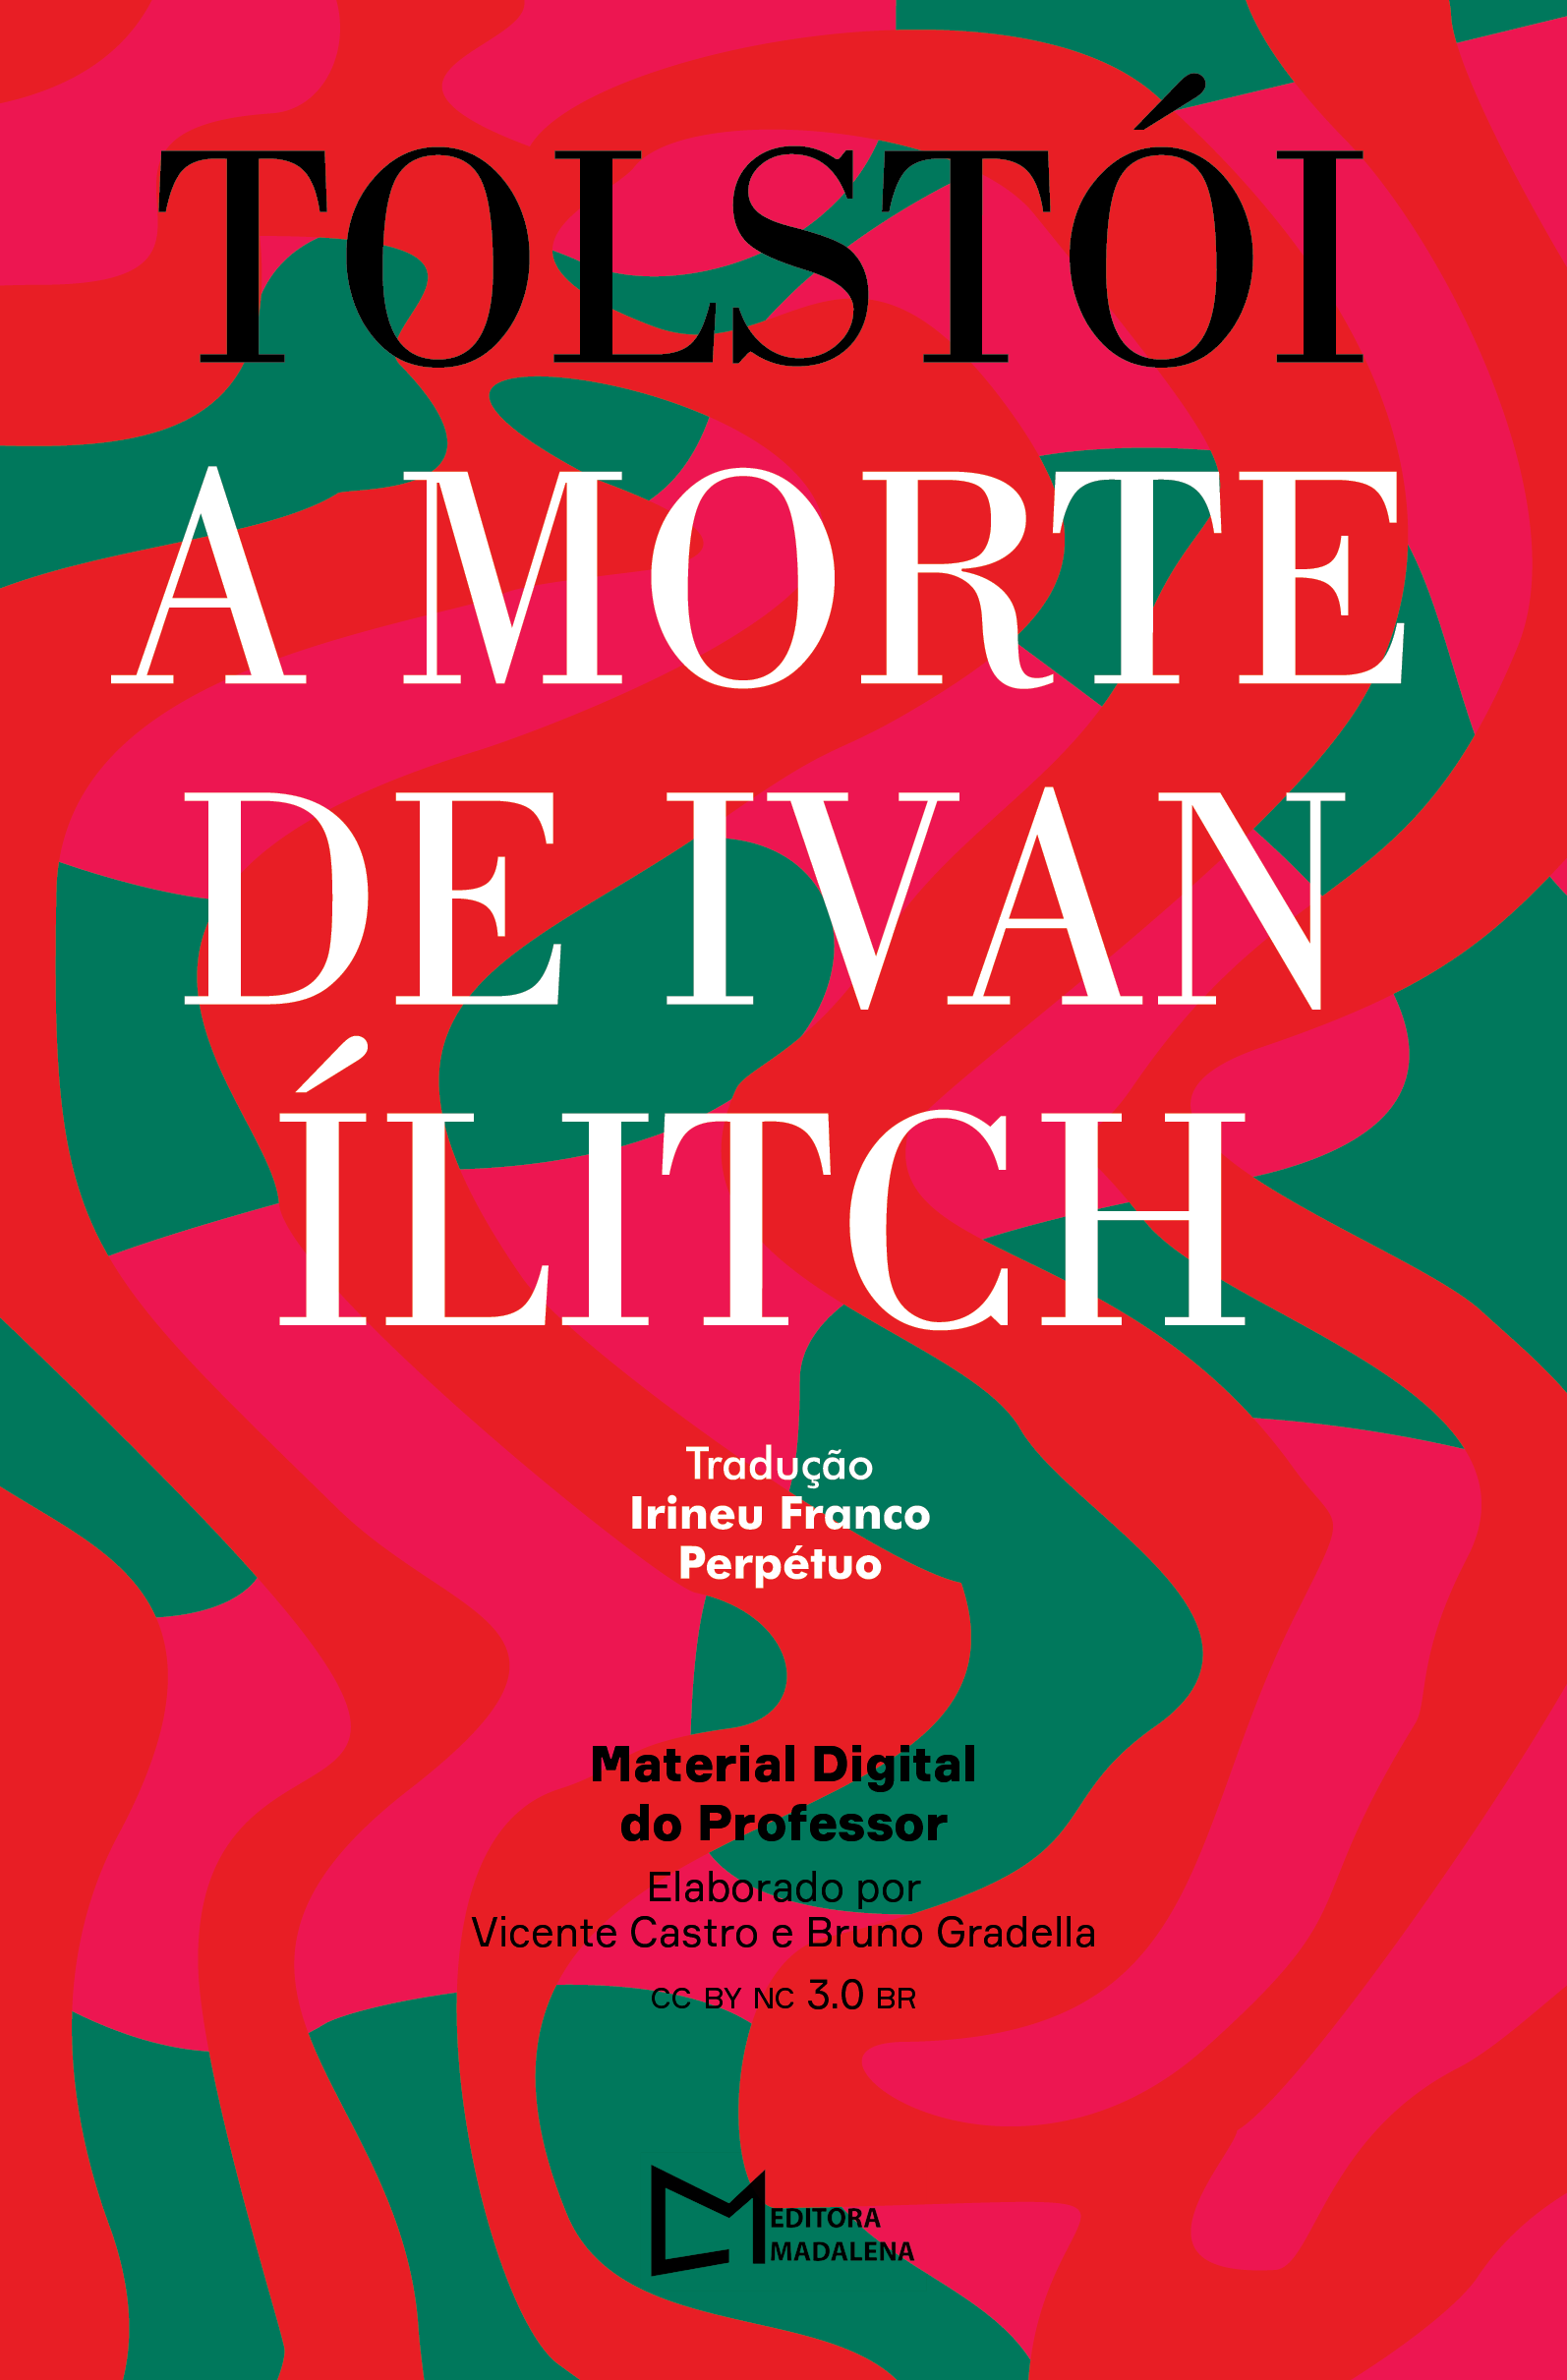 TOLSTÓI
A MORTE
DE IVAN
ÍLITCH
Tradução
Irineu Franco
Perpétuo
Material Digital
do Professor
Elaborado por
Vicente Castro e Bruno Gradella
CC BY NC 3.0 BR
EDITORA
MADALENA